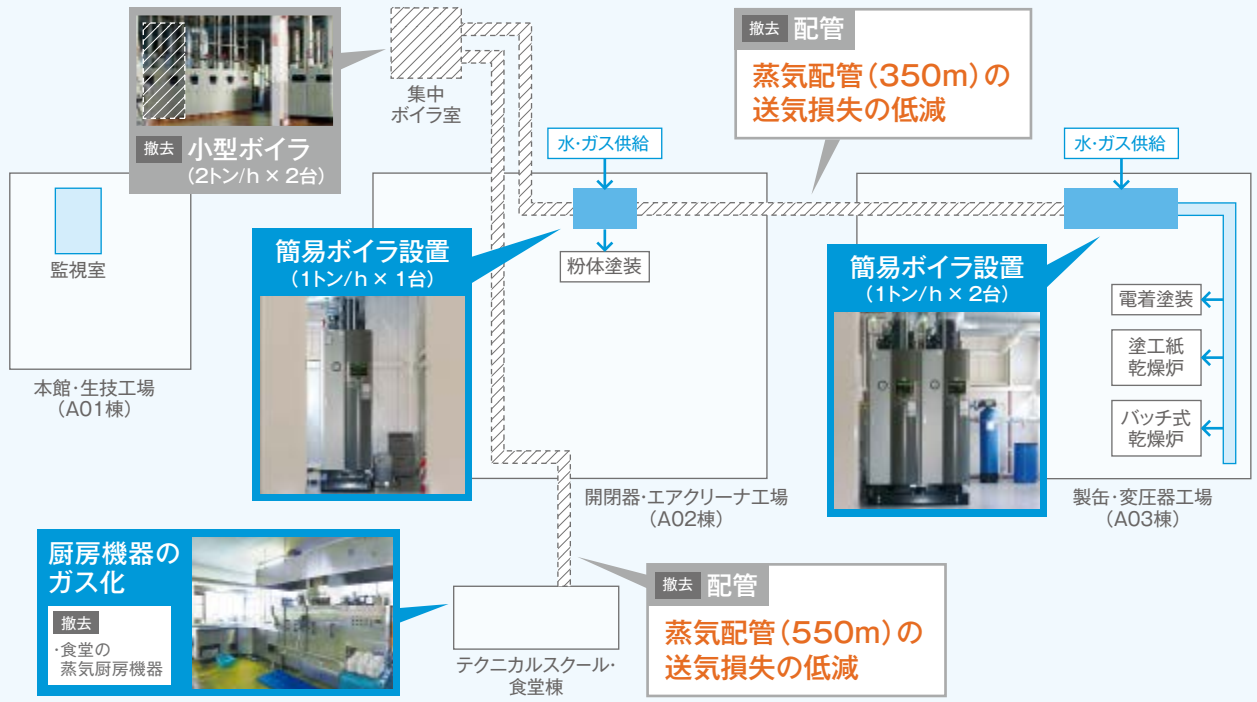 撤去 小型ボイラ
(2トン/h × 2台)
集中
ボイラ室
撤去 配管
蒸気配管(350m)の
送気損失の低減
水・ガス供給
水・ガス供給
監視室
本館・生技工場
(A01棟)
簡易ボイラ設置
(1トン/h × 1台)
粉体塗装
開閉器・エアクリーナ工場
(A02棟)
簡易ボイラ設置
(1トン/h × 2台)
電着塗装
塗工紙
乾燥炉
バッチ式
乾燥炉
製缶・変圧器工場
(A03棟)
厨房機器の
ガス化
撤去
・食堂の
蒸気厨房機器
テクニカルスクール・
食堂棟
撤去 配管
蒸気配管(550m)の
送気損失の低減